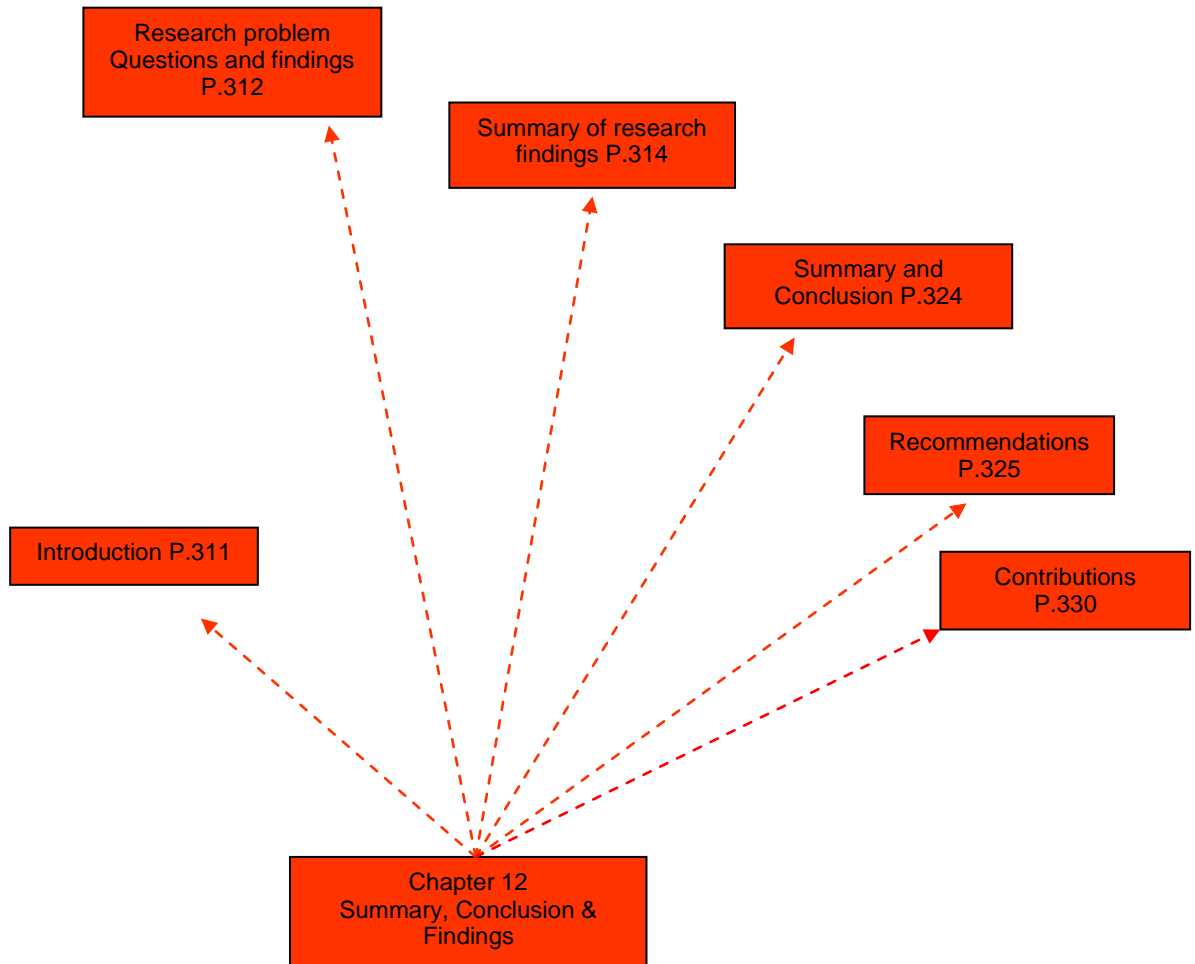 Research problem
Questions and findings
P.312
Summary of research
findings P.314
Summary and
Conclusion P.324
Recommendations
P.325
Introduction P.311
Contributions
P.330
Chapter 12
Summary, Conclusion &
Findings